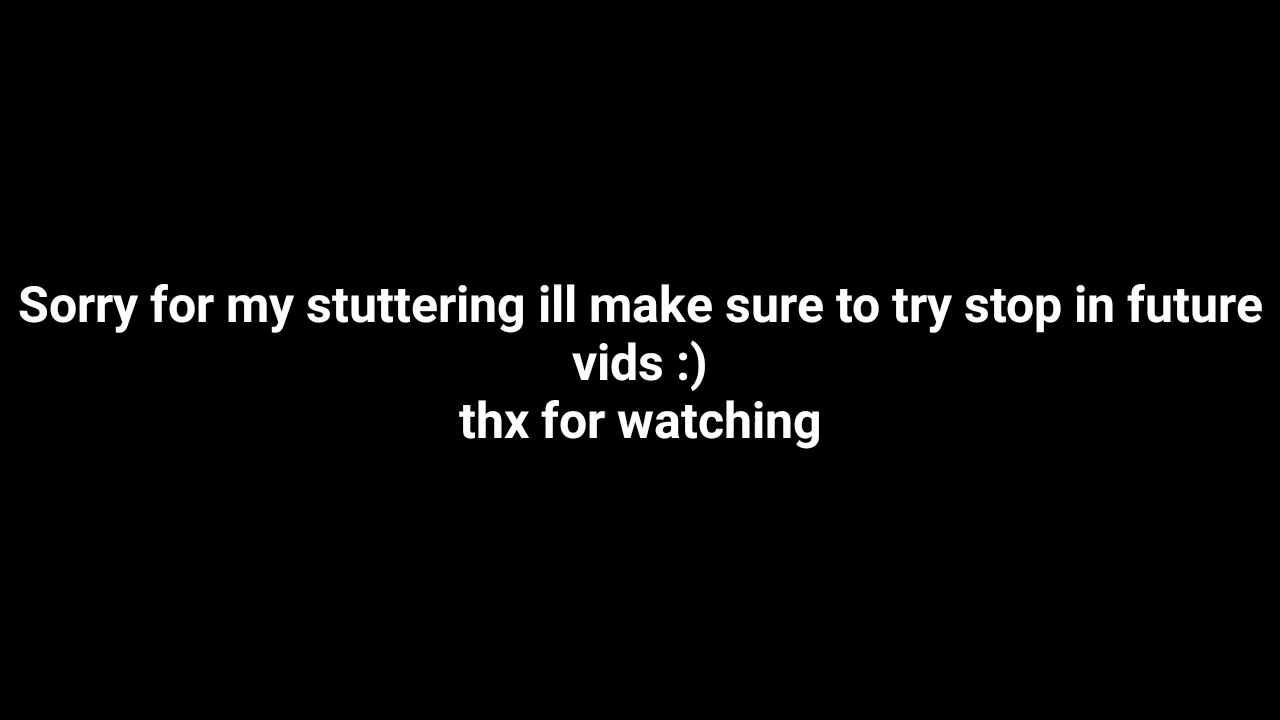 Sorry for my stuttering ill make sure to try stop in future
vids :)
thx for watching